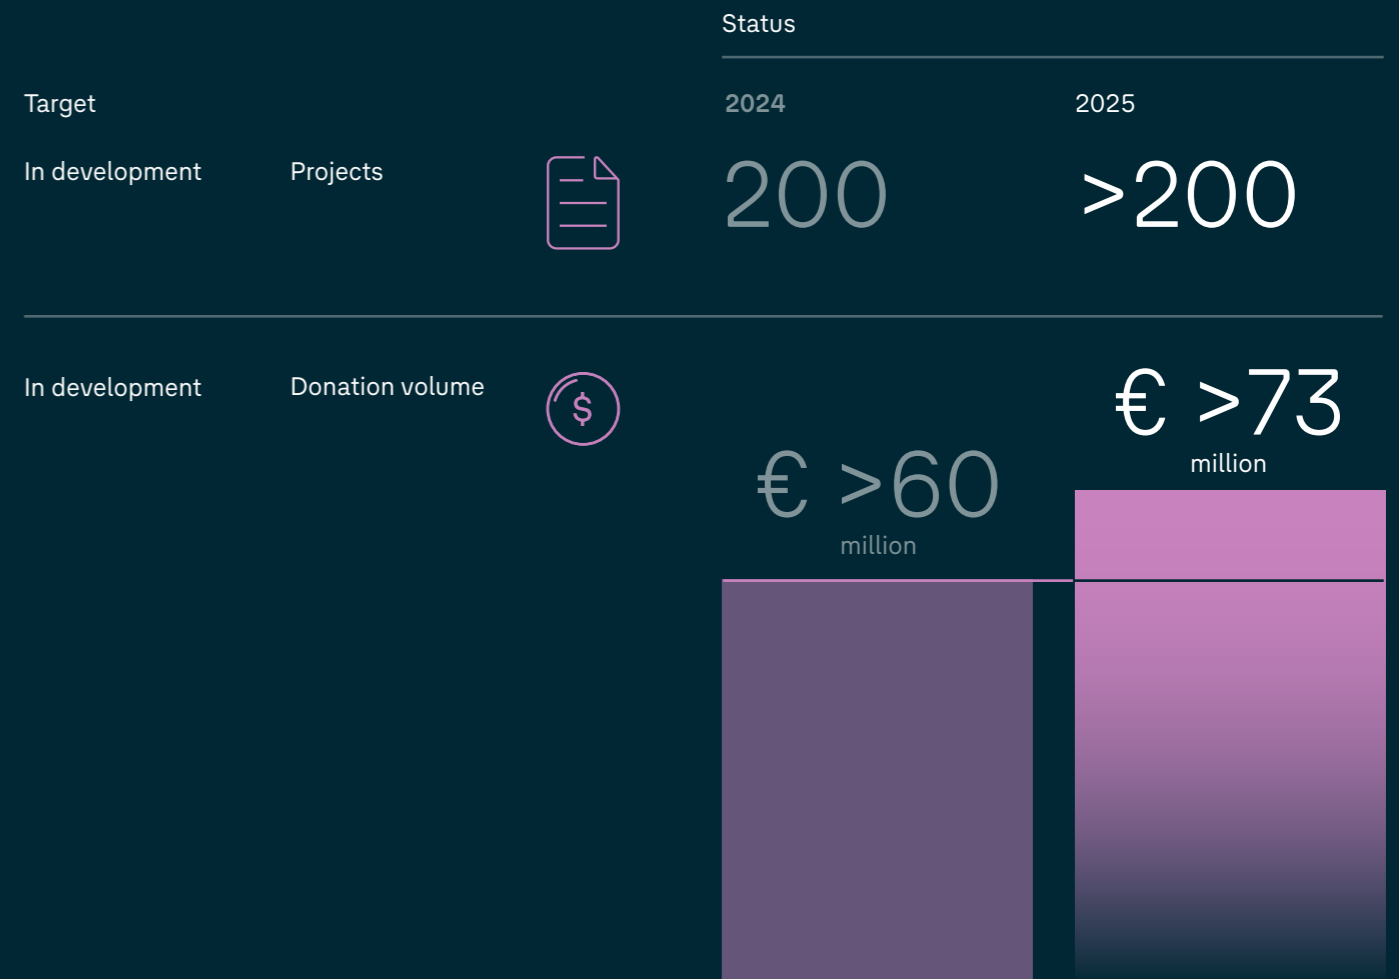 Status
Target
2024
2025
In development
Projects
200
>200
In development
Donation volume
$
€ >73
million
€ >60
million